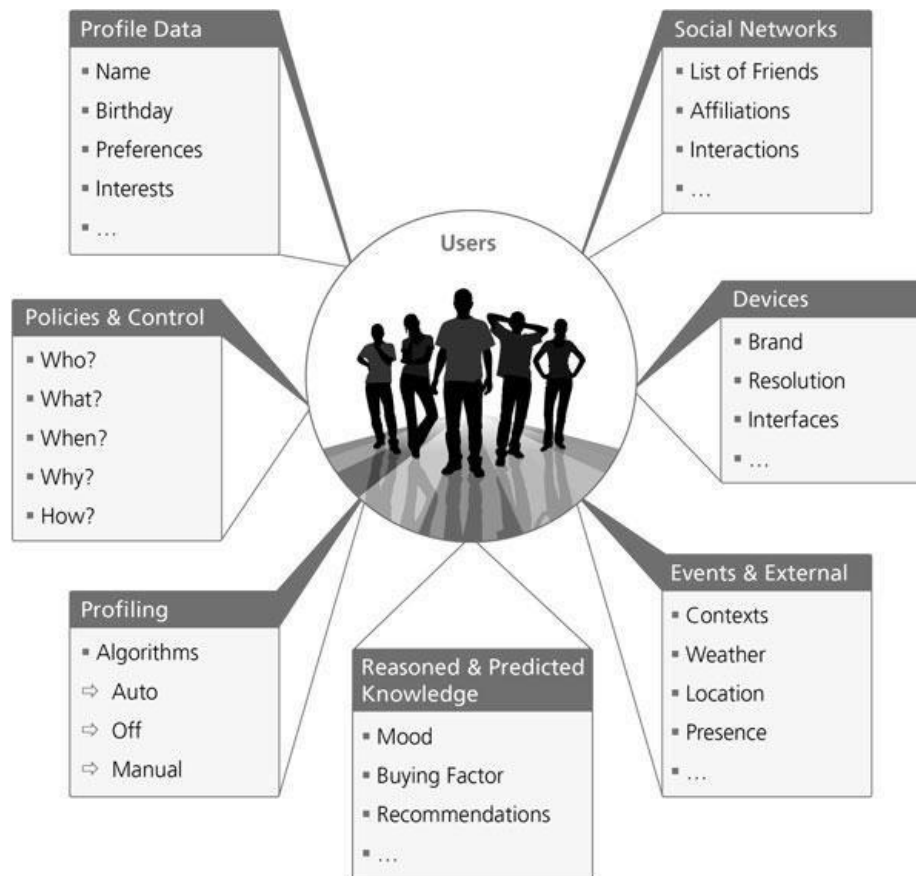 Profile Data
▪ Name
▪ Birthday
▪ Preferences
▪ Interests
▪ …
Social Networks
▪ List of Friends
▪ Affiliations
▪ Interactions
▪ …
Users
Policies & Control
▪ Who?
▪ What?
▪ When?
▪ Why?
▪ How?
Devices
▪ Brand
▪ Resolution
▪ Interfaces
▪ …
Profiling
▪ Algorithms
⇨ Auto
⇨ Off
⇨ Manual
Reasoned & Predicted
Knowledge
▪ Mood
▪ Buying Factor
▪ Recommendations
▪ …
Events & External
▪ Contexts
▪ Weather
▪ Location
▪ Presence
▪ …